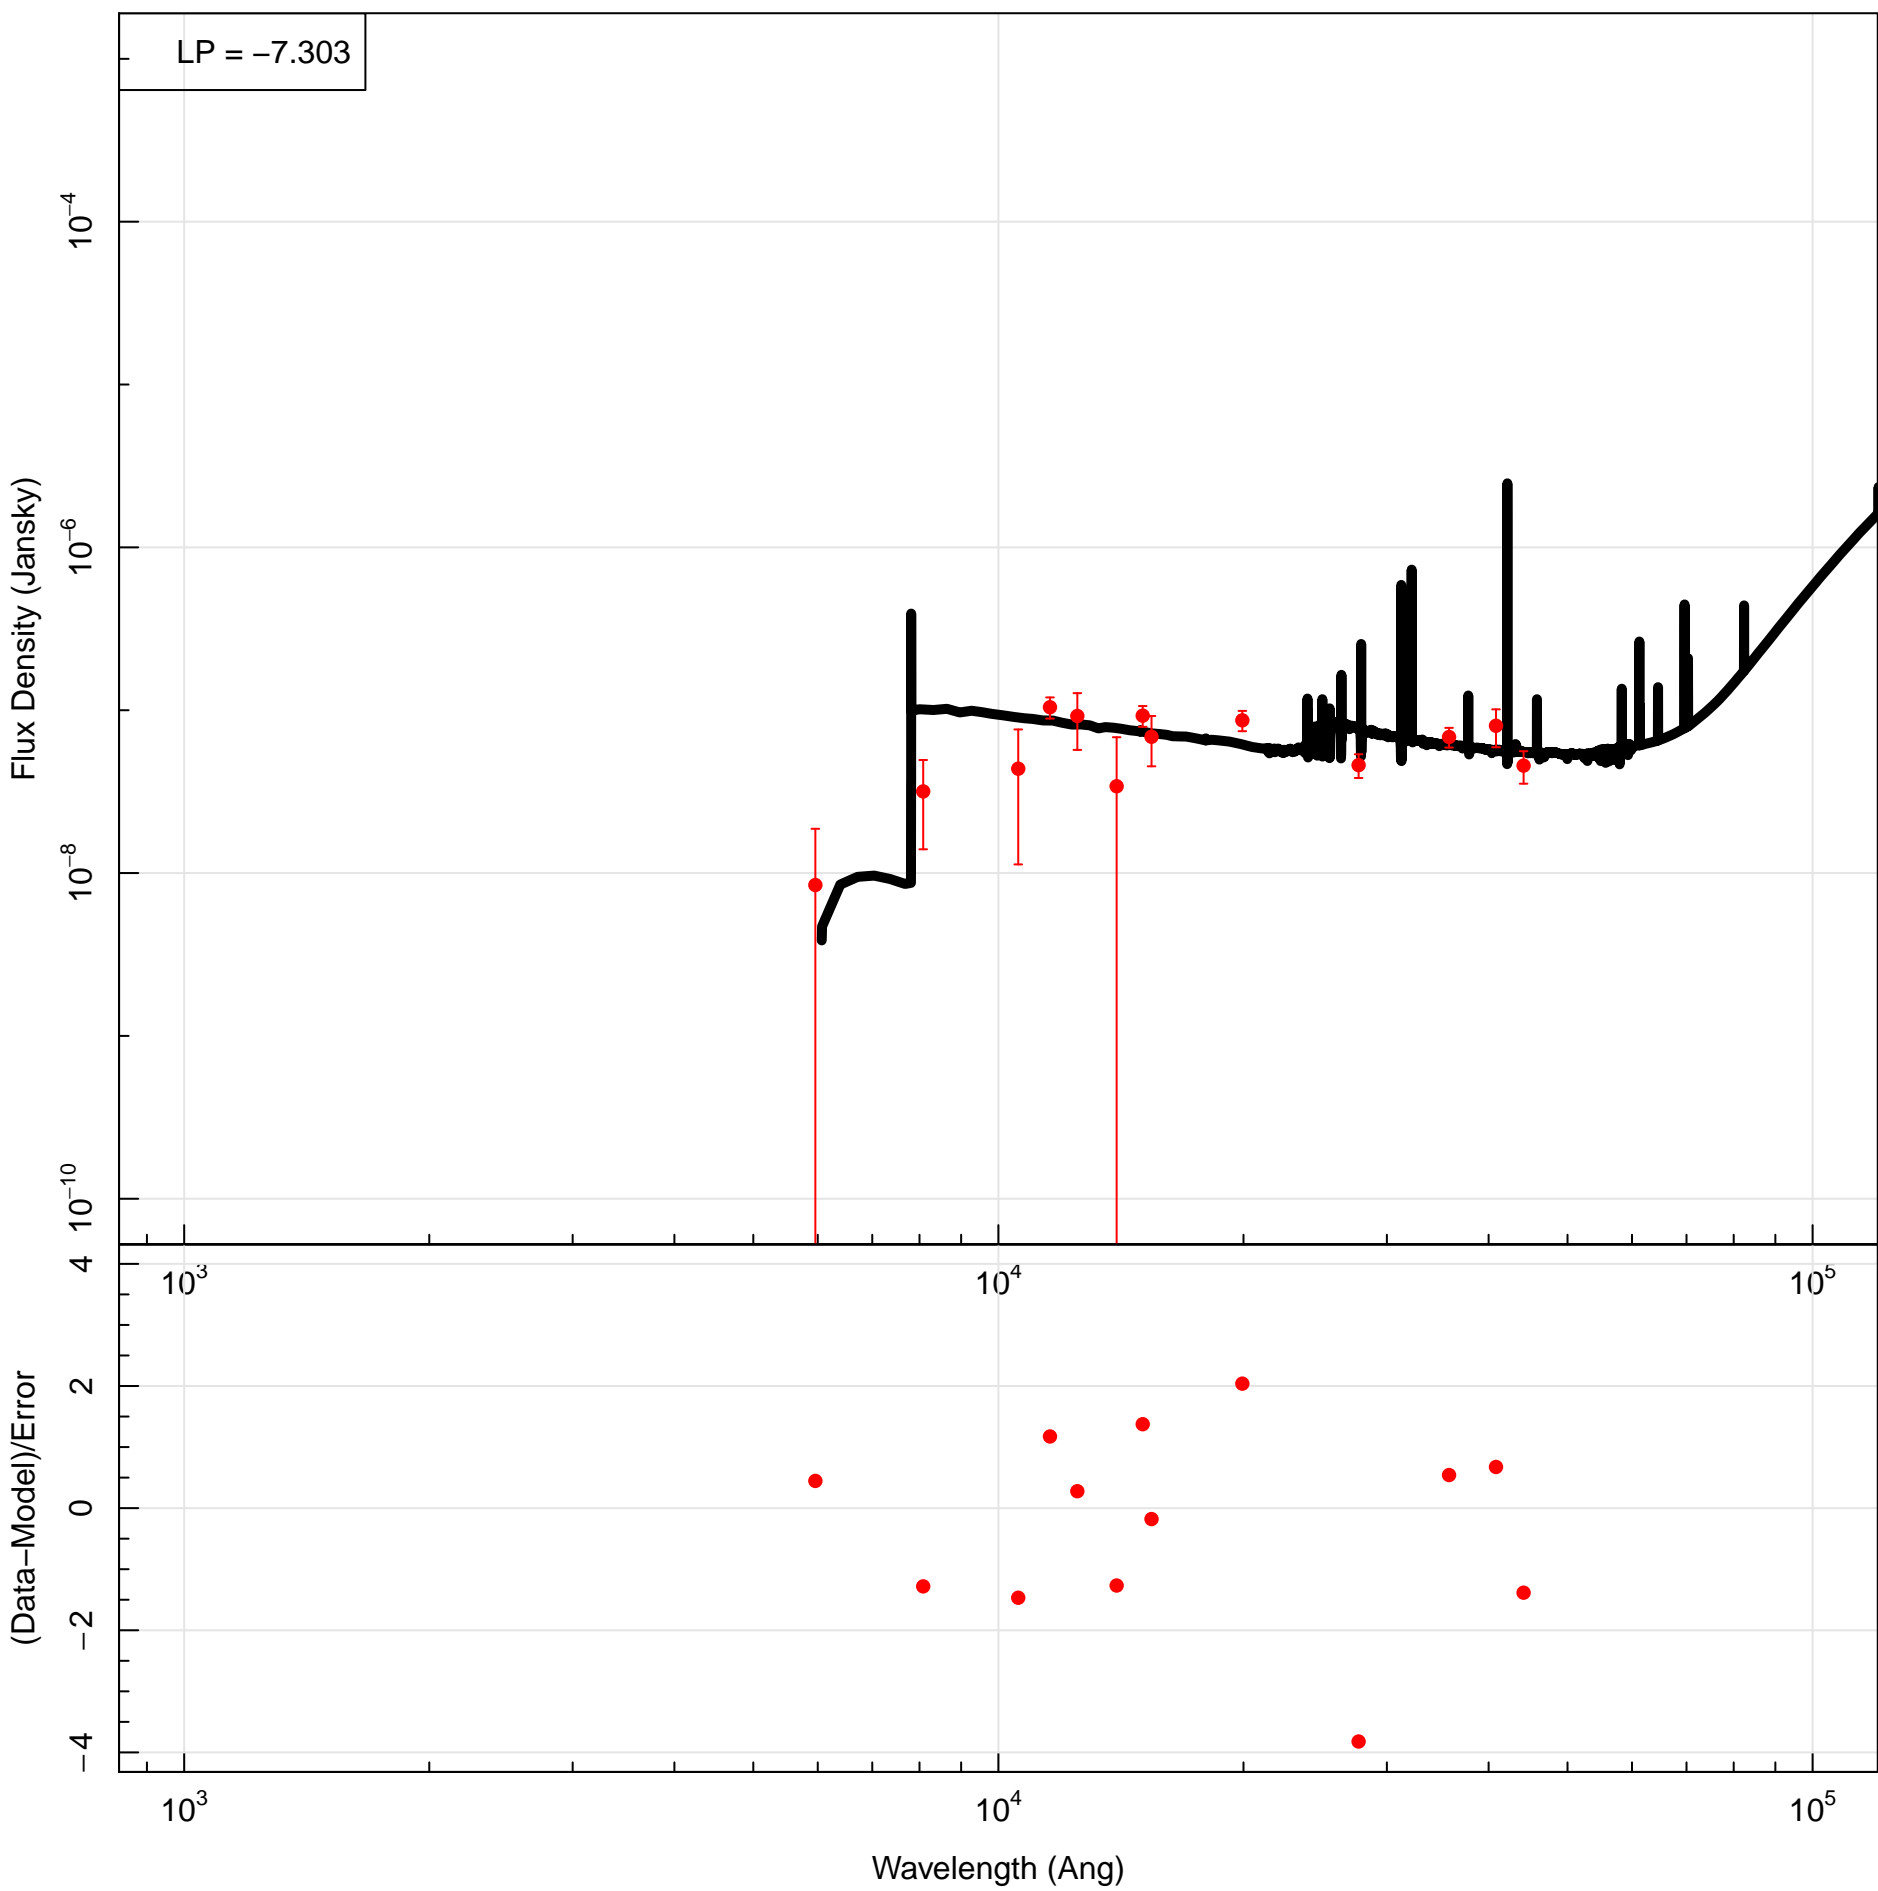 LP = −7.303
Flux Density (Jansky)
10−4
10−6
10−8
10−10
103 104 105
(Data−Model)/Error
4
2
0
−2
−4
103 104 105
Wavelength (Ang)